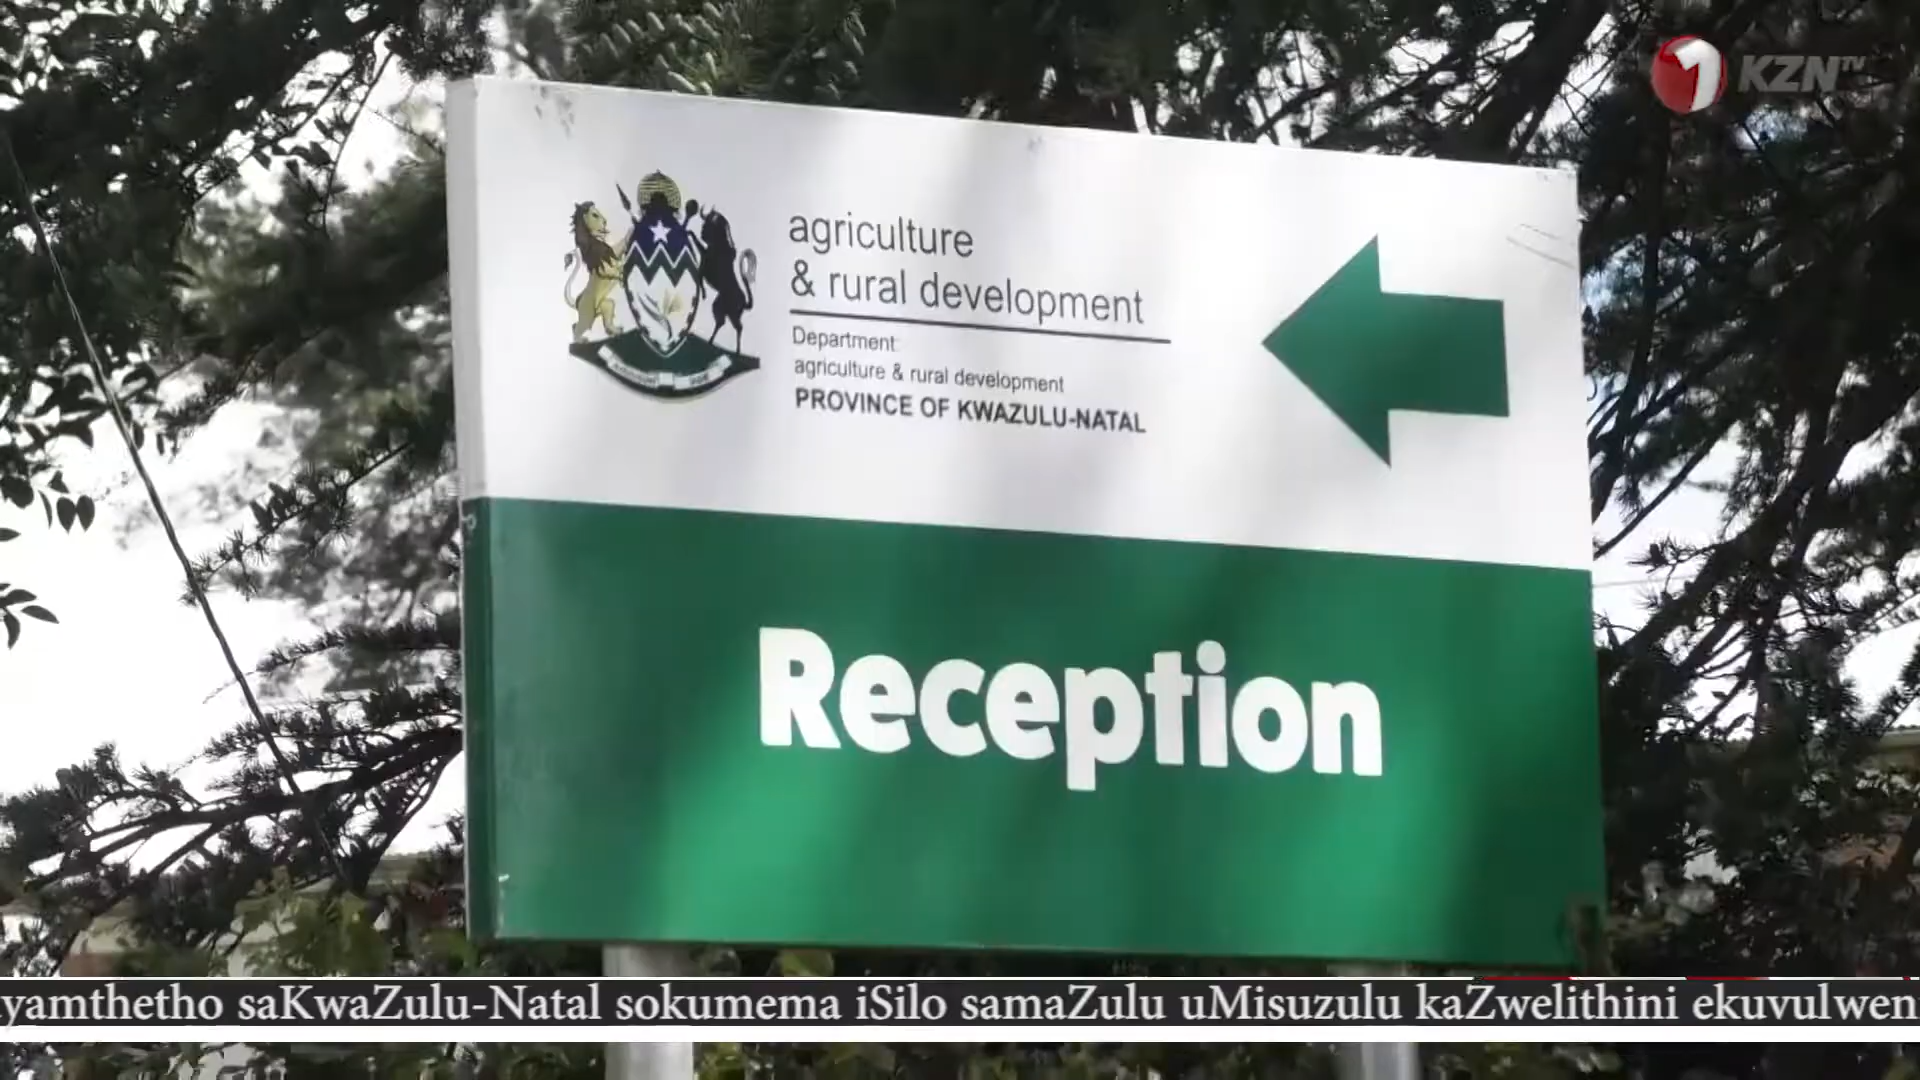 1 KZN TV
agriculture
& rural development
Department:
agriculture & rural development
PROVINCE OF KWAZULU-NATAL
Reception
yamthetho saKwaZulu-Natal sokumema iSilo samaZulu uMisuzulu kaZwelithini ekuvulwen